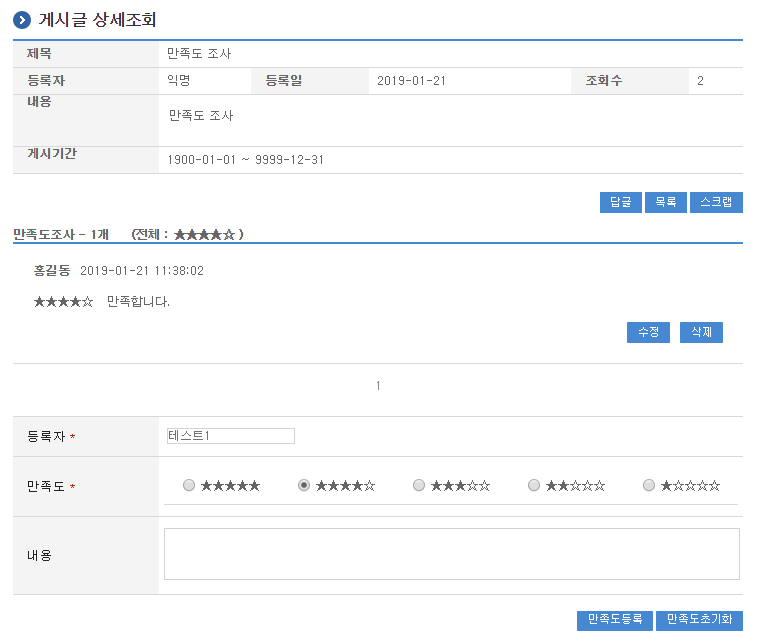 게시글 상세조회
제목 만족도 조사
등록자 익명 등록일 2019-01-21 조회수 2
내용 만족도 조사
게시기간 1900-01-01 ~ 9999-12-31
답글 목록 스크랩
만족도조사 - 1개 (전체 : ★★★★☆ )
홍길동 2019-01-21 11:38:02
★★★★☆ 만족합니다.
수정 삭제
1
등록자 * 테스트1
만족도 * ★★★★★ ★★★★☆ ★★★☆☆ ★★☆☆☆ ★☆☆☆☆
내용
만족도등록 만족도초기화